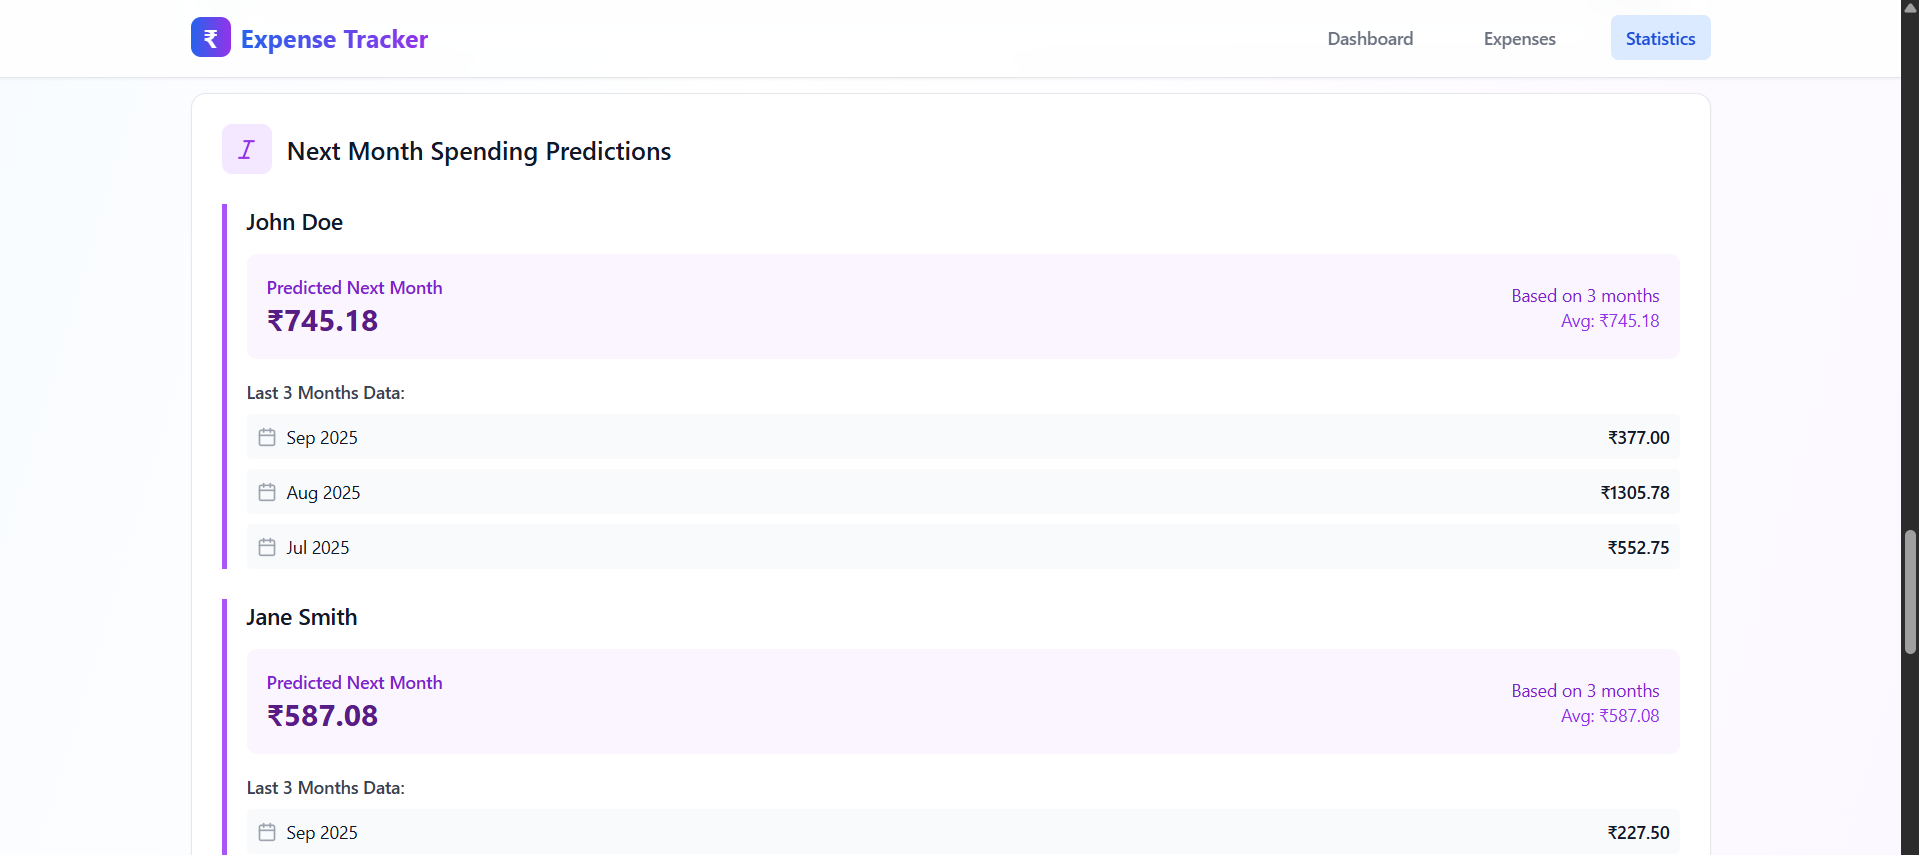 ₹ Expense Tracker
Dashboard
Expenses
Statistics
Next Month Spending Predictions
John Doe
Predicted Next Month
₹745.18
Based on 3 months
Avg: ₹745.18
Last 3 Months Data:
Sep 2025 ₹377.00
Aug 2025 ₹1305.78
Jul 2025 ₹552.75
Jane Smith
Predicted Next Month
₹587.08
Based on 3 months
Avg: ₹587.08
Last 3 Months Data:
Sep 2025 ₹227.50